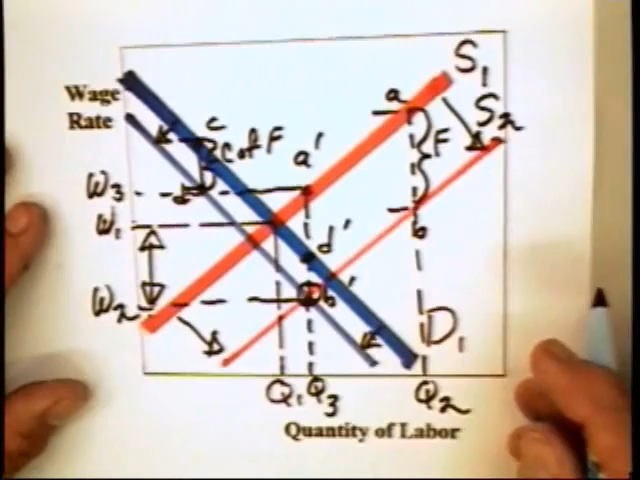 S₁
Wage
Rate
a
S₂
c
C of F
a'
F
W₃
d
W₁
b
d'
b'
W₂
D₁
Q₁
Q₃
Q₂
Quantity of Labor